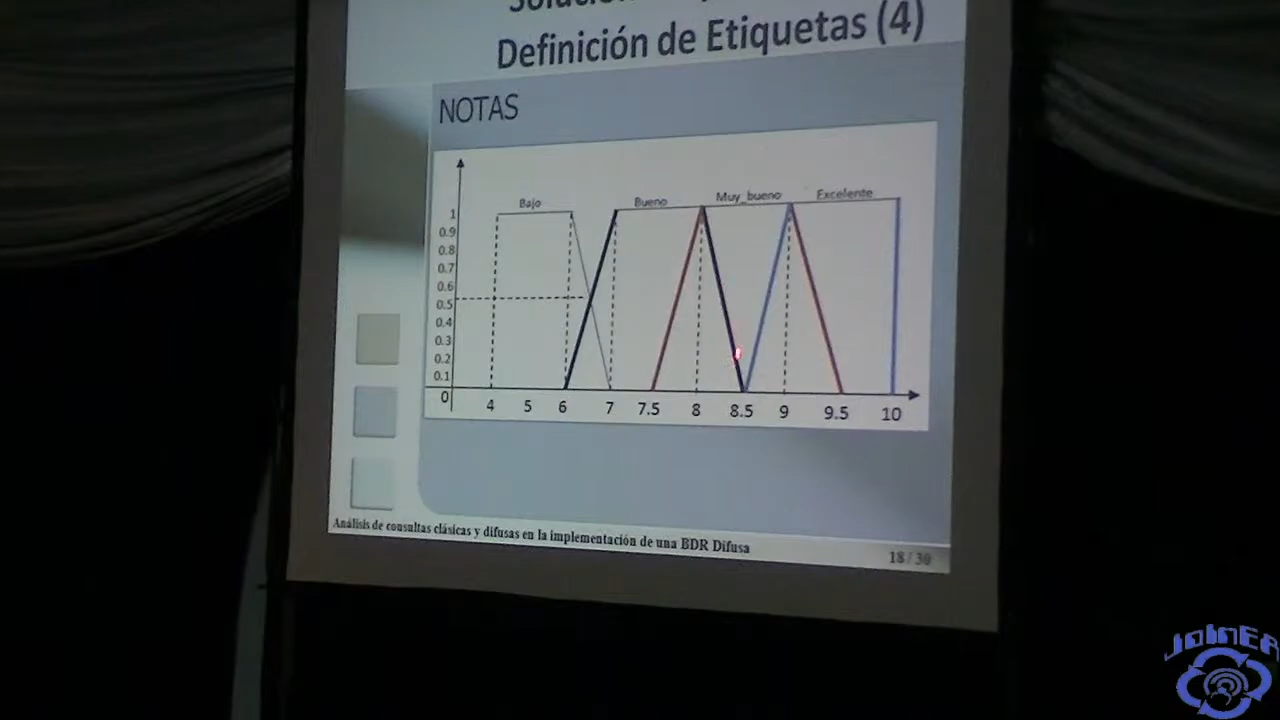 Definición de Etiquetas (4)
NOTAS
Bajo
Bueno
Muy_bueno
Excelente
1
0.9
0.8
0.7
0.6
0.5
0.4
0.3
0.2
0.1
0
4 5 6 7 7.5 8 8.5 9 9.5 10
Análisis de consultas clásicas y difusas en la implementación de una BDR Difusa
18/30
JoinEA